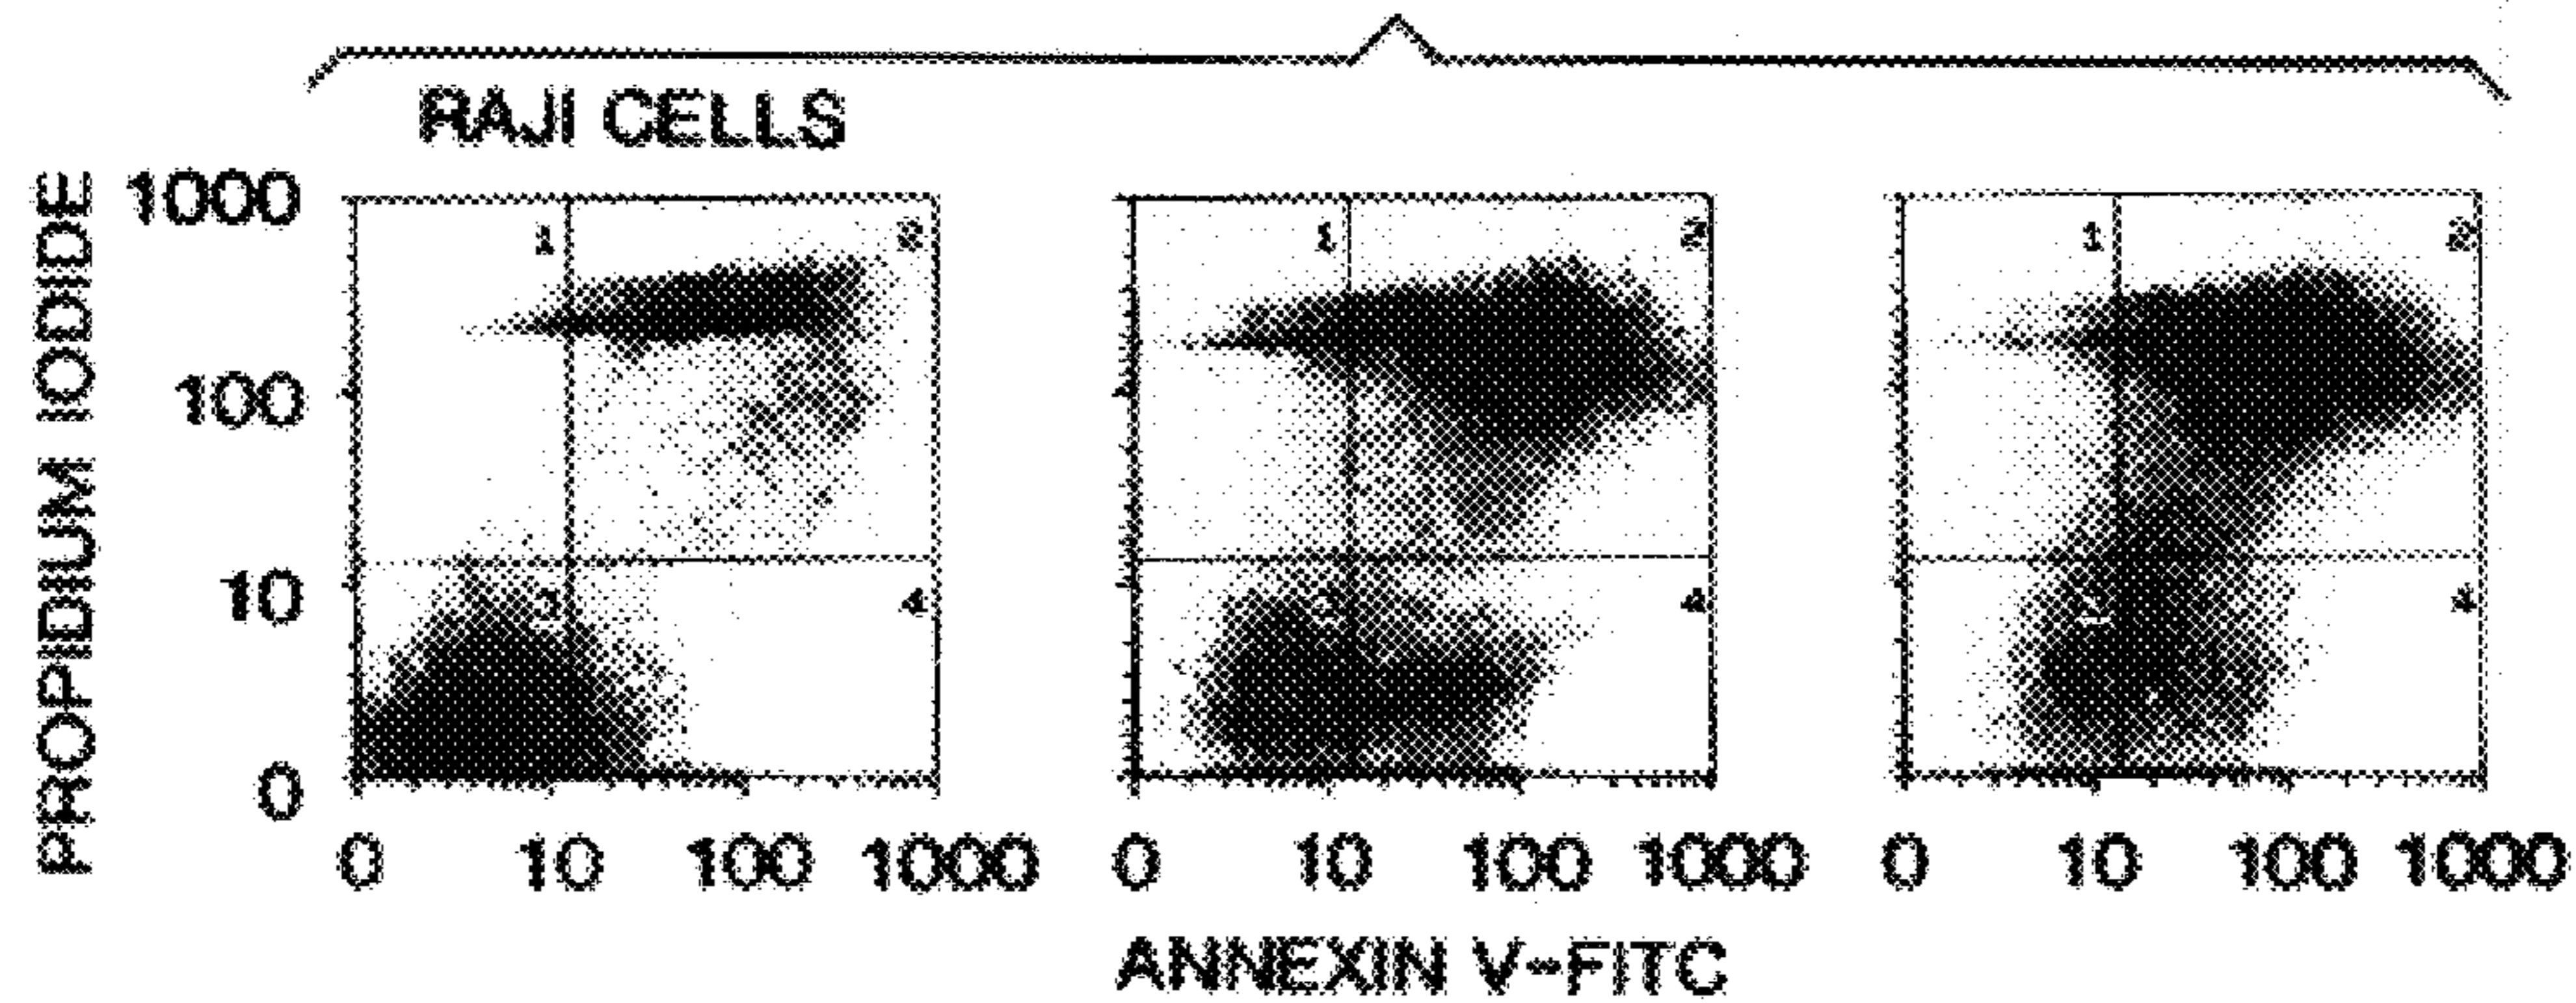 RAJI CELLS
PROPIDIUM IODIDE
1000
100
10
0
1 2
3 4
1 2
3 4
1 2
4
0 10 100 1000 0 10 100 1000 0 10 100 1000
ANNEXIN V-FITC